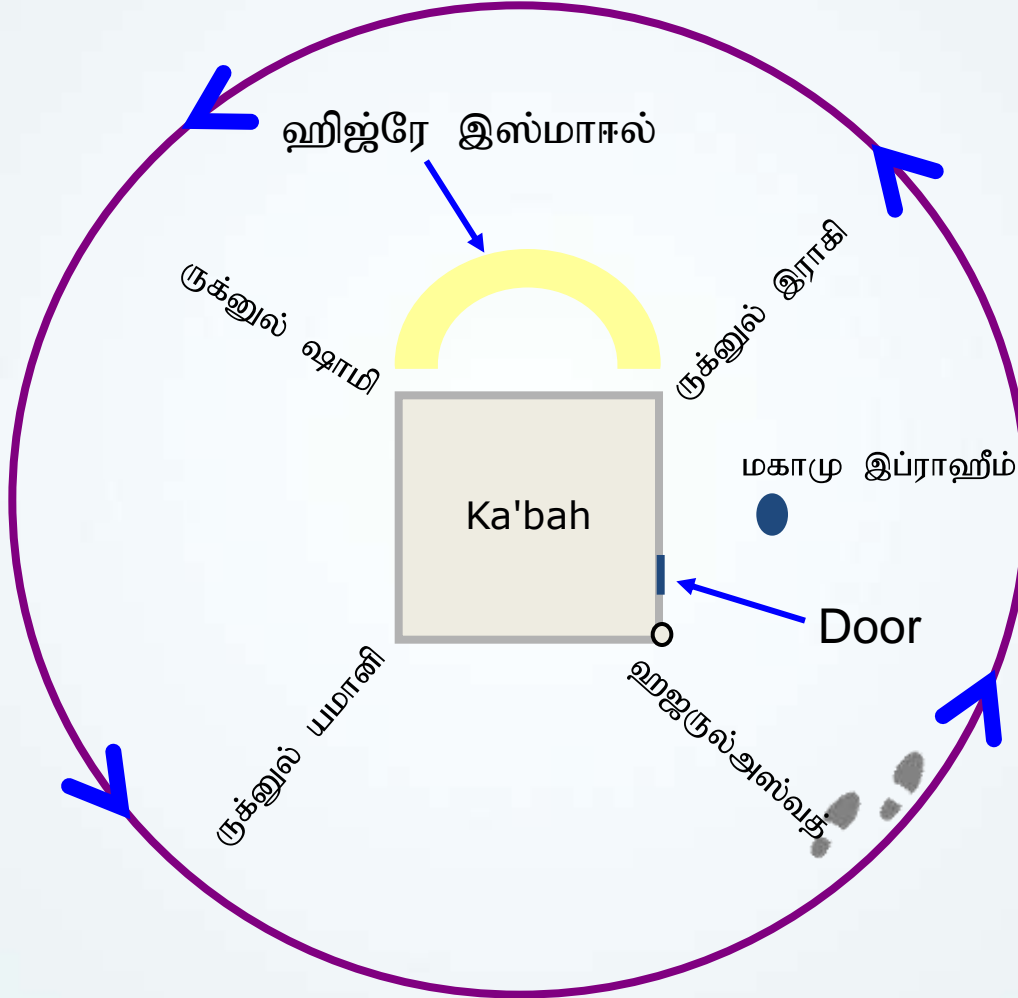 ஹிஜ்ரே இஸ்மாஈல்
ருக்னுல் ஷாமி
ருக்னுல் இராகி
மகாமு இப்ராஹீம்
Ka'bah
Door
ருக்னுல் யமானி
ஹஜருல்அஸ்வத்